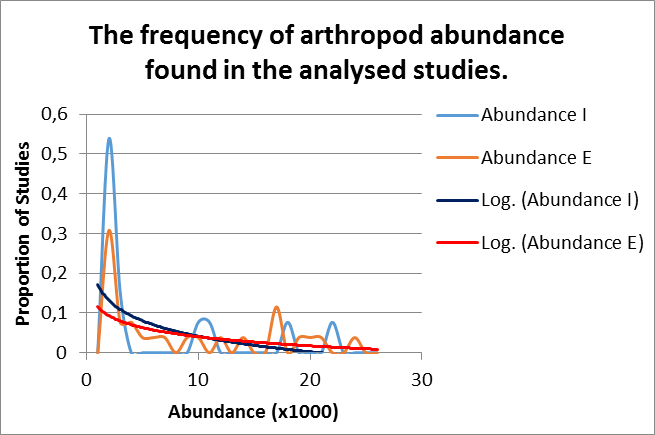 The frequency of arthropod abundance
found in the analysed studies.
0,6
0,5
0,4
0,3
0,2
0,1
0
Proportion of Studies
0
10
20
30
Abundance (x1000)
Abundance I
Abundance E
Log. (Abundance I)
Log. (Abundance E)